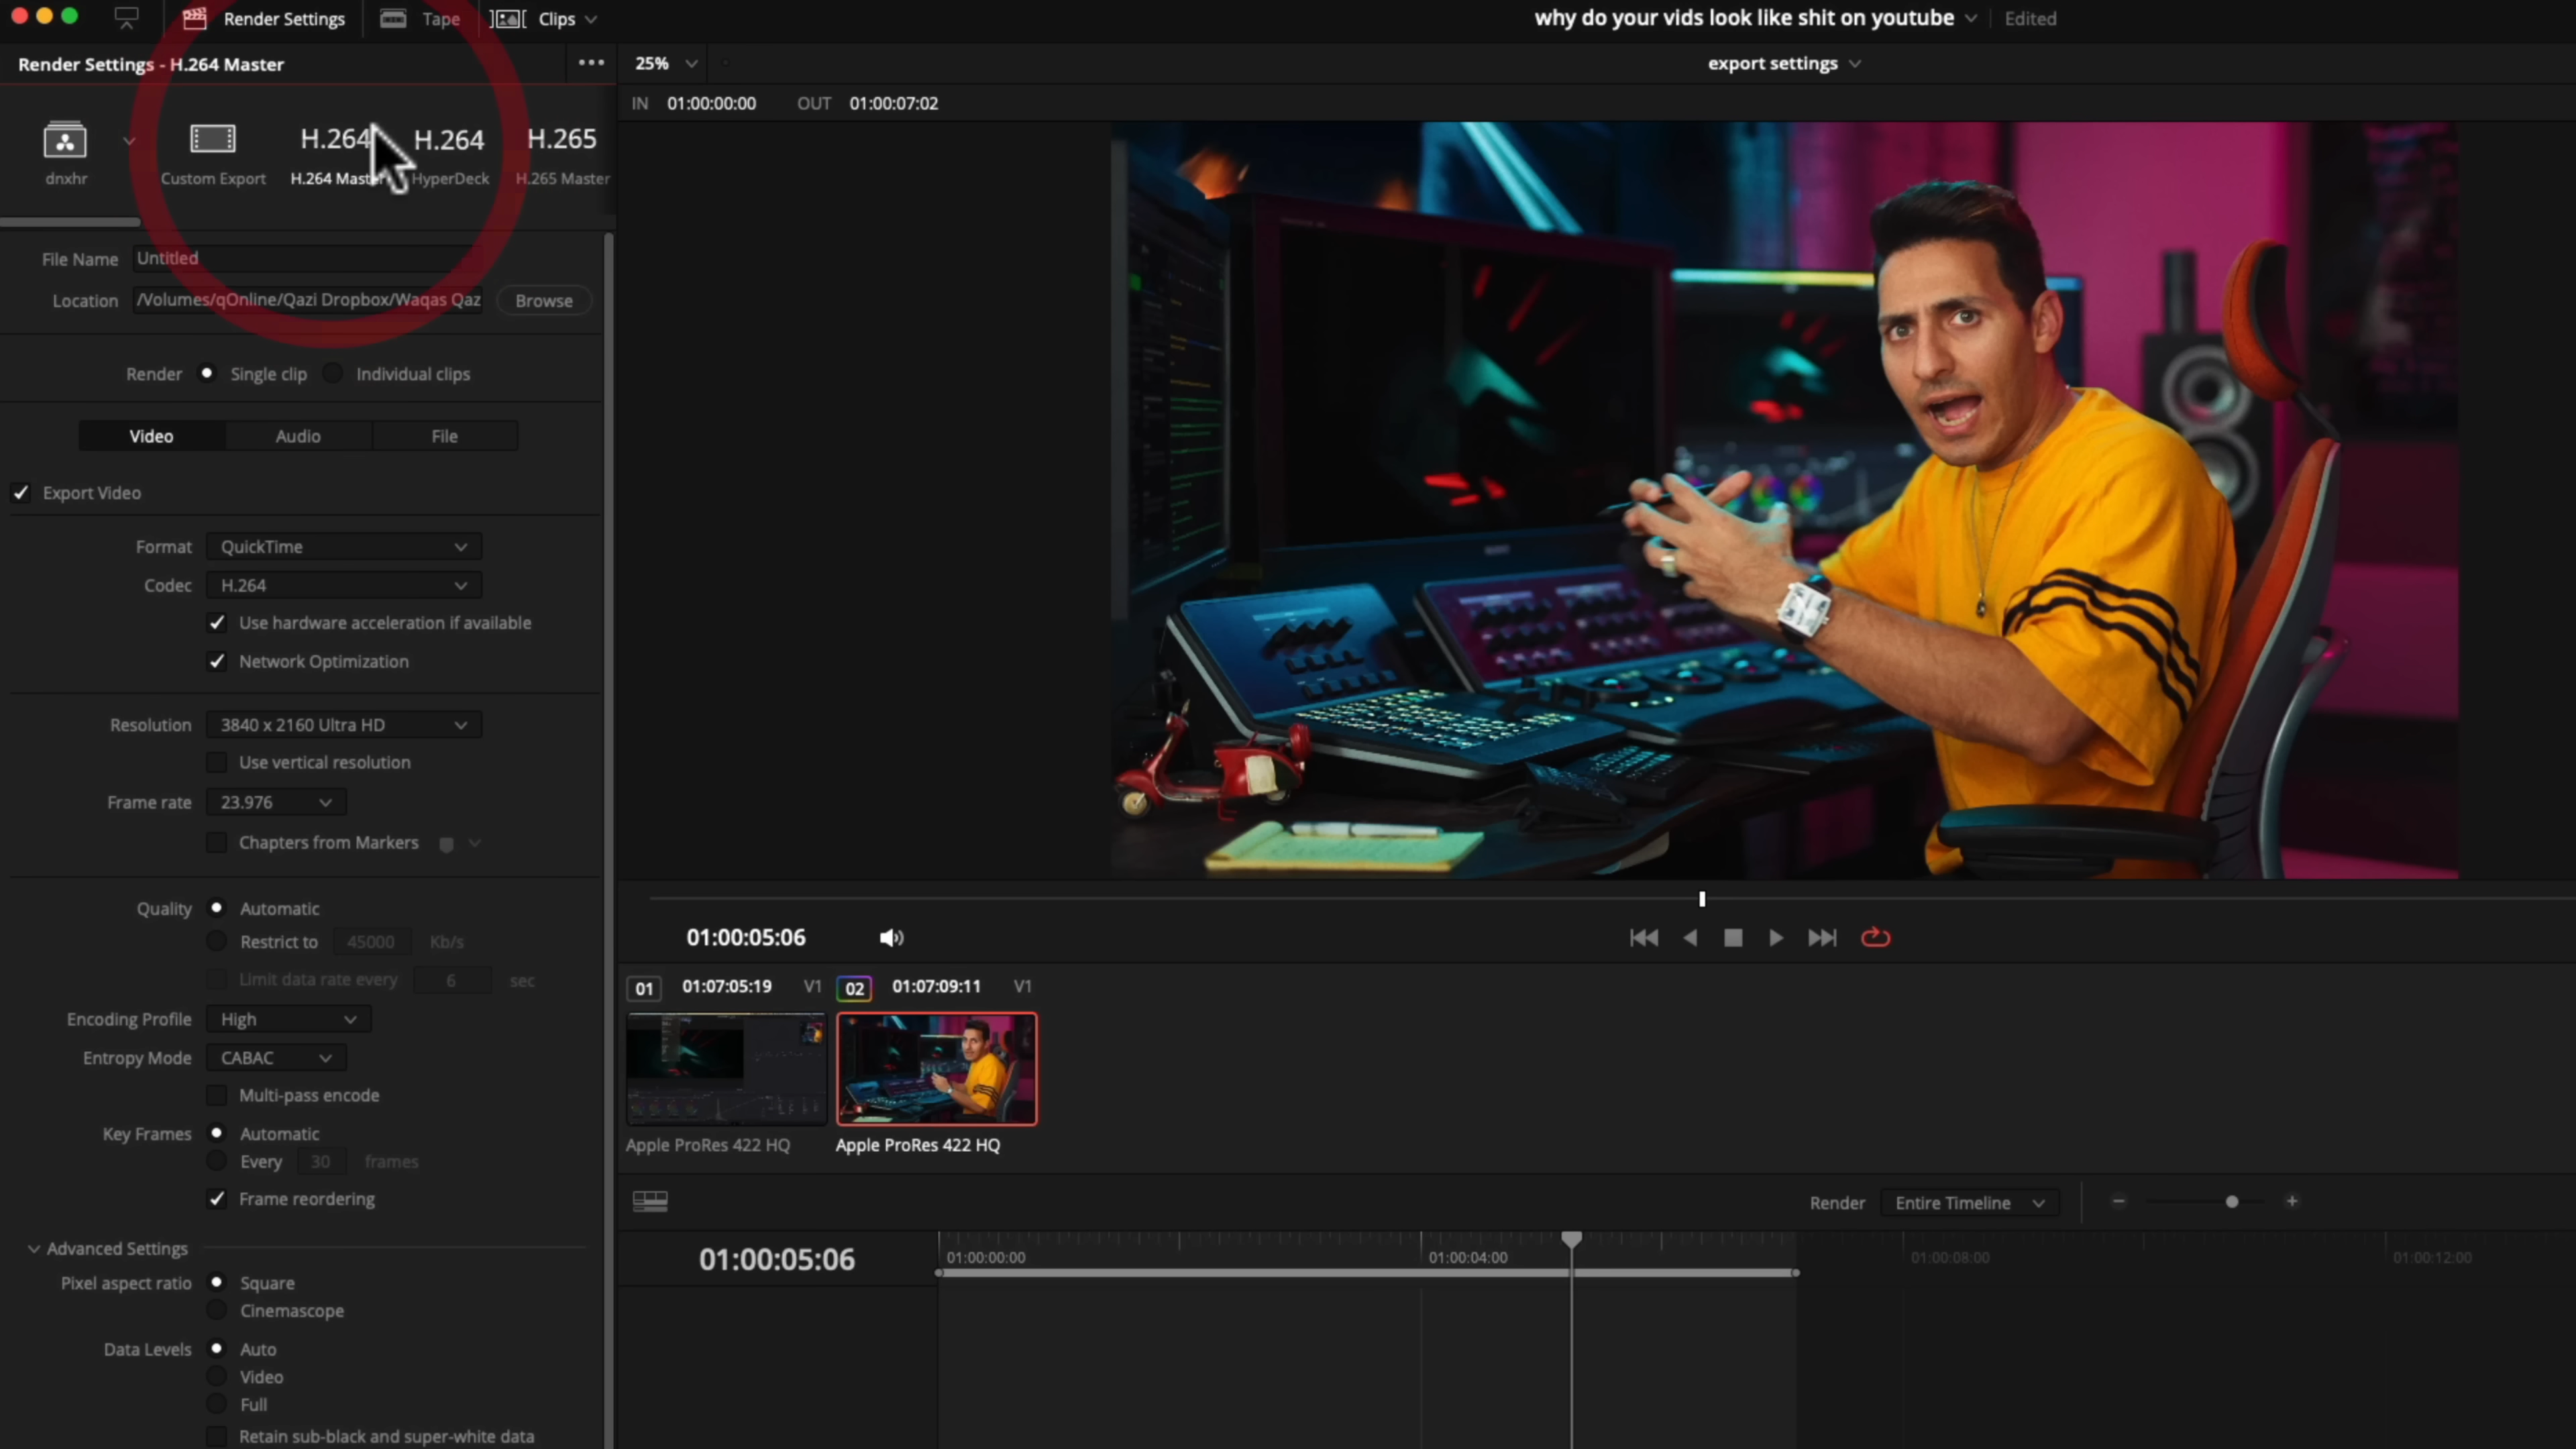 Render Settings
Tape
Clips
why do your vids look like shit on youtube
Edited
Render Settings - H.264 Master
25%
export settings
IN 01:00:00:00 OUT 01:00:07:02
H.264 H.264 H.265
dnxhr Custom Export H.264 HyperDeck H.265 Master
File Name Untitled
Location /Volumes/qOnline/Qazi Dropbox/Waqas Qaz Browse
Render Single clip Individual clips
Video Audio File
Export Video
Format QuickTime
Codec H.264
Use hardware acceleration if available
Network Optimization
Resolution 3840 x 2160 Ultra HD
Use vertical resolution
Frame rate 23.976
Chapters from Markers
Quality Automatic
Restrict to 45000 Kb/s
Limit data rate every 6 sec
Encoding Profile High
Entropy Mode CABAC
Multi-pass encode
Key Frames Automatic
Every 30 frames
Frame reordering
Advanced Settings
Pixel aspect ratio Square
Cinemascope
Data Levels Auto
Video
Full
Retain sub-black and super-white data
01:00:05:06
01 01:07:05:19 V1 02 01:07:09:11 V1
Apple ProRes 422 HQ Apple ProRes 422 HQ
Render Entire Timeline
01:00:05:06
01:00:00:00 01:00:04:00 01:00:08:00 01:00:12:00